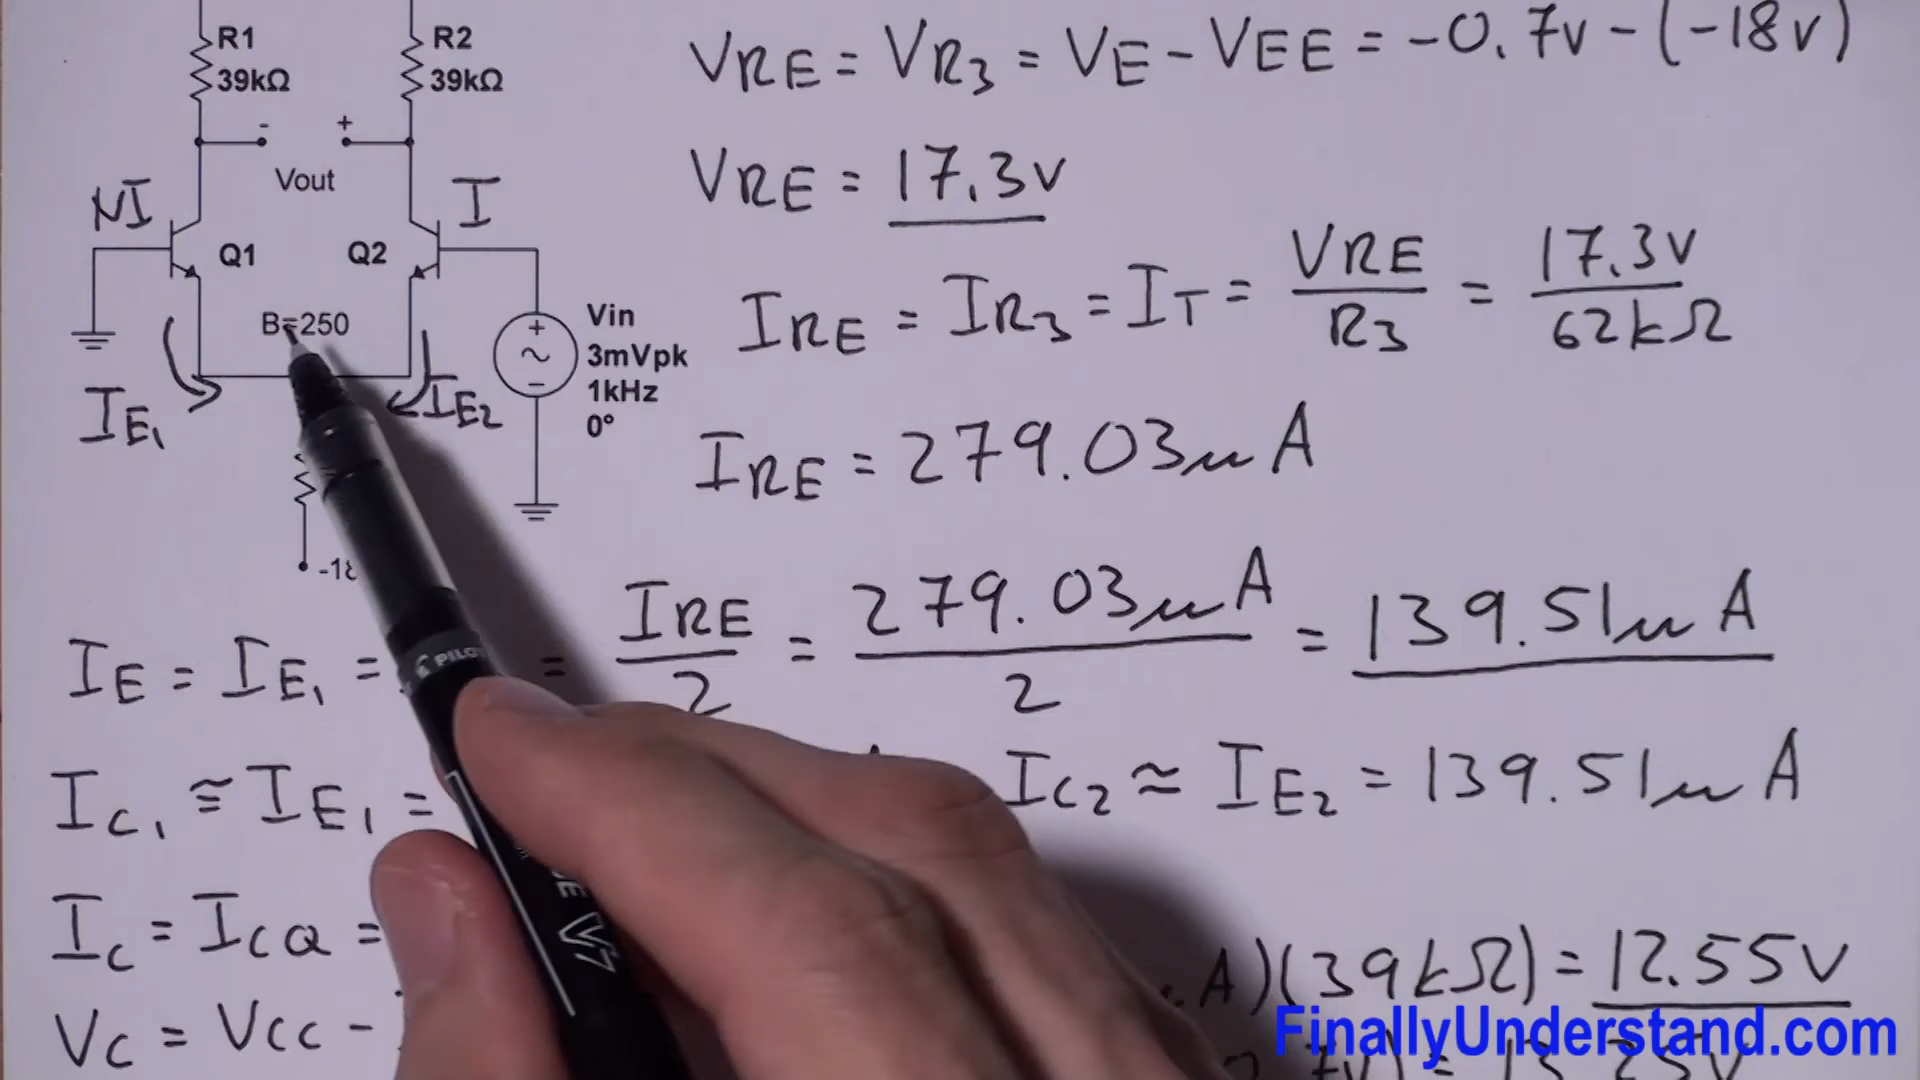 R1
39kΩ
R2
39kΩ
VRE = VR3 = VE - VEE = -0.7v - (-18v)
- +
Vout
VRE = 17.3v
NI
I
Q1
Q2
IRE = IR3 = IT = VRE / R3 = 17.3v / 62kΩ
B=250
Vin
3mVpk
1kHz
0°
IE1
IE2
IRE = 279.03uA
IE = IE1 = = IRE / 2 = 279.03uA / 2 = 139.51uA
IC1 ≅ IE1 =
IC2 ≈ IE2 = 139.51uA
IC = ICQ =
A)(39kΩ) = 12.55v
VC = VCC -
PILOT
V7
FinallyUnderstand.com